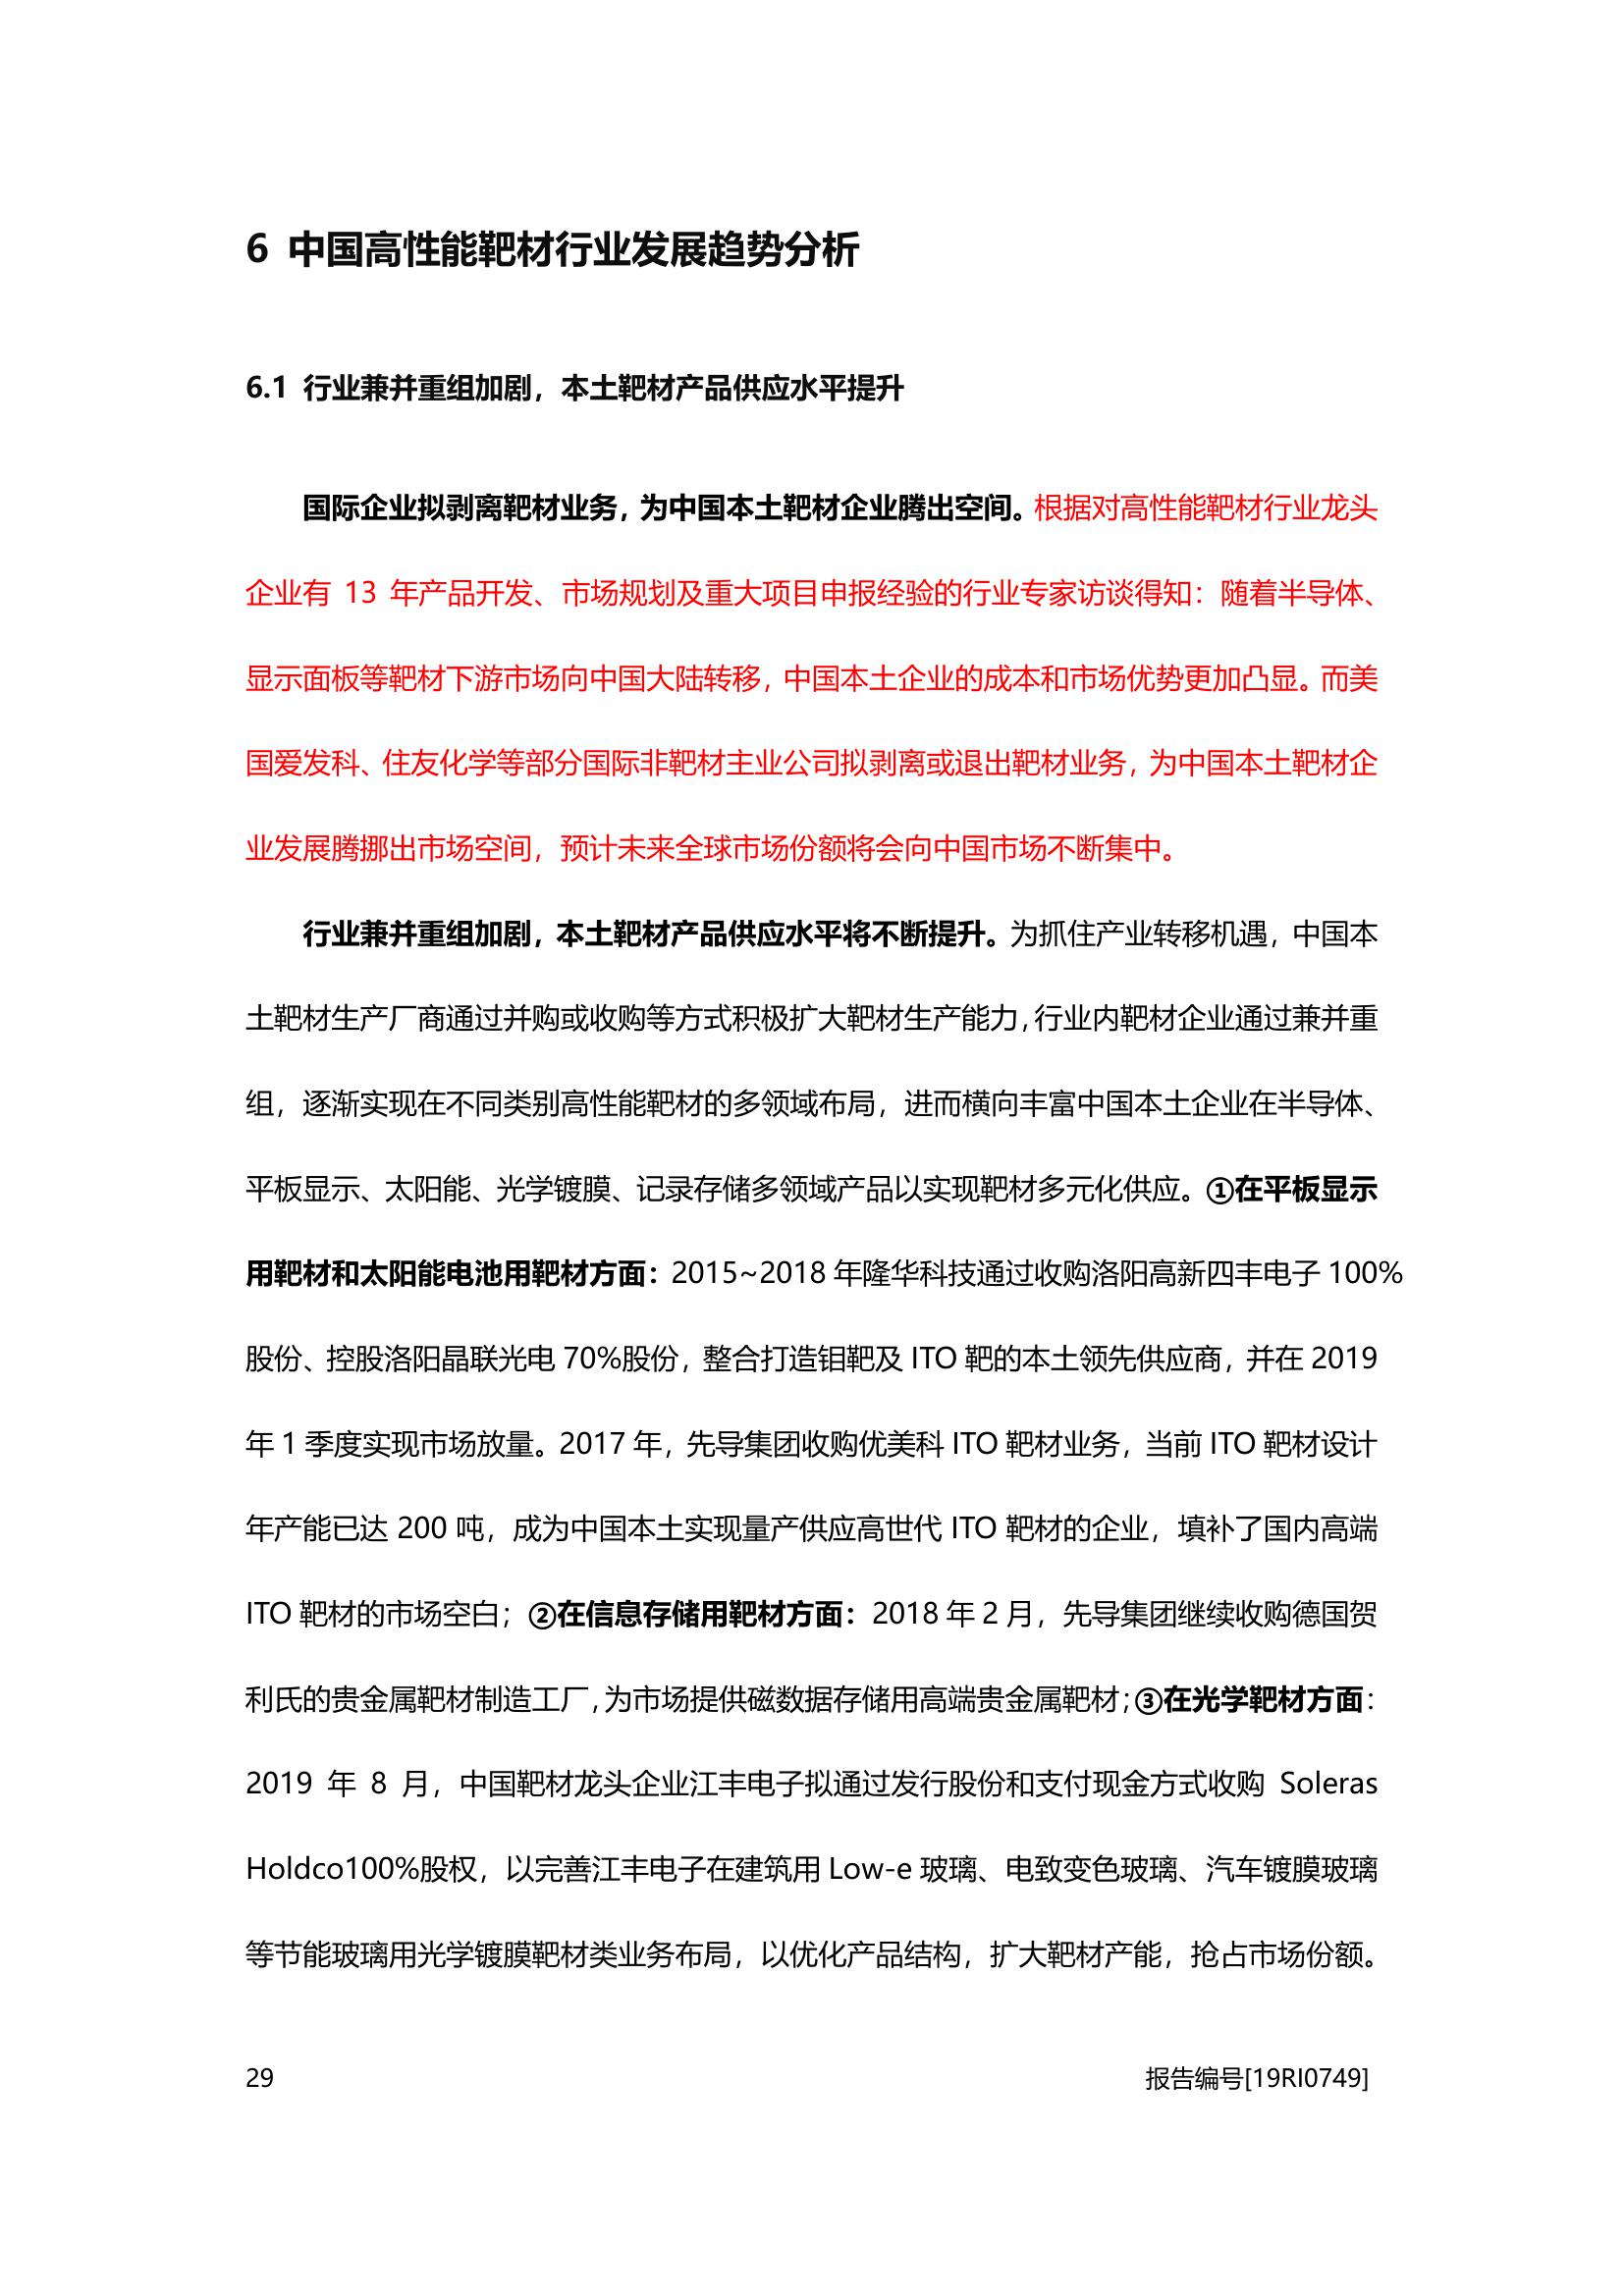 6 中国高性能靶材行业发展趋势分析
6.1 行业兼并重组加剧，本土靶材产品供应水平提升
国际企业拟剥离靶材业务，为中国本土靶材企业腾出空间。根据对高性能靶材行业龙头
企业有 13 年产品开发、市场规划及重大项目申报经验的行业专家访谈得知：随着半导体、
显示面板等靶材下游市场向中国大陆转移，中国本土企业的成本和市场优势更加凸显。而美
国爱发科、住友化学等部分国际非靶材主业公司拟剥离或退出靶材业务，为中国本土靶材企
业发展腾挪出市场空间，预计未来全球市场份额将会向中国市场不断集中。
行业兼并重组加剧，本土靶材产品供应水平将不断提升。为抓住产业转移机遇，中国本
土靶材生产厂商通过并购或收购等方式积极扩大靶材生产能力，行业内靶材企业通过兼并重
组，逐渐实现在不同类别高性能靶材的多领域布局，进而横向丰富中国本土企业在半导体、
平板显示、太阳能、光学镀膜、记录存储多领域产品以实现靶材多元化供应。①在平板显示
用靶材和太阳能电池用靶材方面：2015~2018 年隆华科技通过收购洛阳高新四丰电子 100%
股份、控股洛阳晶联光电 70%股份，整合打造钼靶及 ITO 靶的本土领先供应商，并在 2019
年 1 季度实现市场放量。2017 年，先导集团收购优美科 ITO 靶材业务，当前 ITO 靶材设计
年产能已达 200 吨，成为中国本土实现量产供应高世代 ITO 靶材的企业，填补了国内高端
ITO 靶材的市场空白；②在信息存储用靶材方面：2018 年 2 月，先导集团继续收购德国贺
利氏的贵金属靶材制造工厂，为市场提供磁数据存储用高端贵金属靶材；③在光学靶材方面：
2019 年 8 月，中国靶材龙头企业江丰电子拟通过发行股份和支付现金方式收购 Soleras
Holdco100%股权，以完善江丰电子在建筑用 Low-e 玻璃、电致变色玻璃、汽车镀膜玻璃
等节能玻璃用光学镀膜靶材类业务布局，以优化产品结构，扩大靶材产能，抢占市场份额。
29 报告编号[19RI0749]